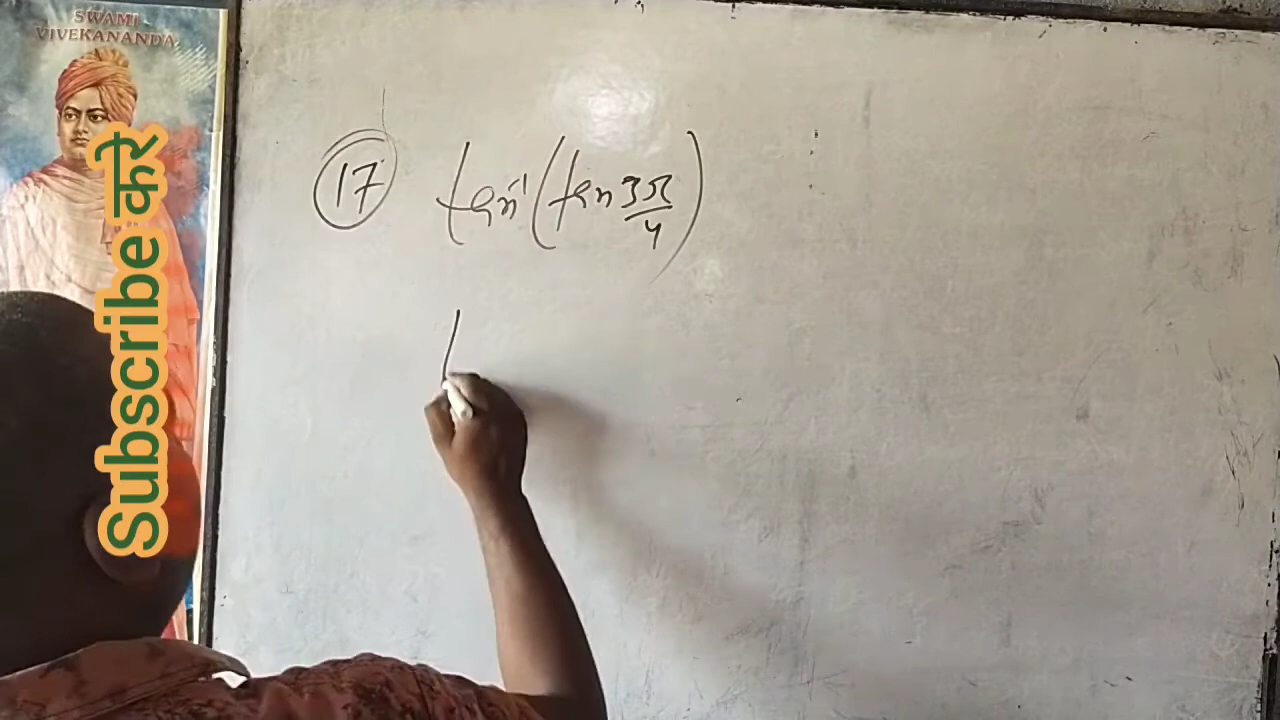 SWAMI
VIVEKANANDA
Subscribe करे
17 tan⁻¹(tan 3π/4)